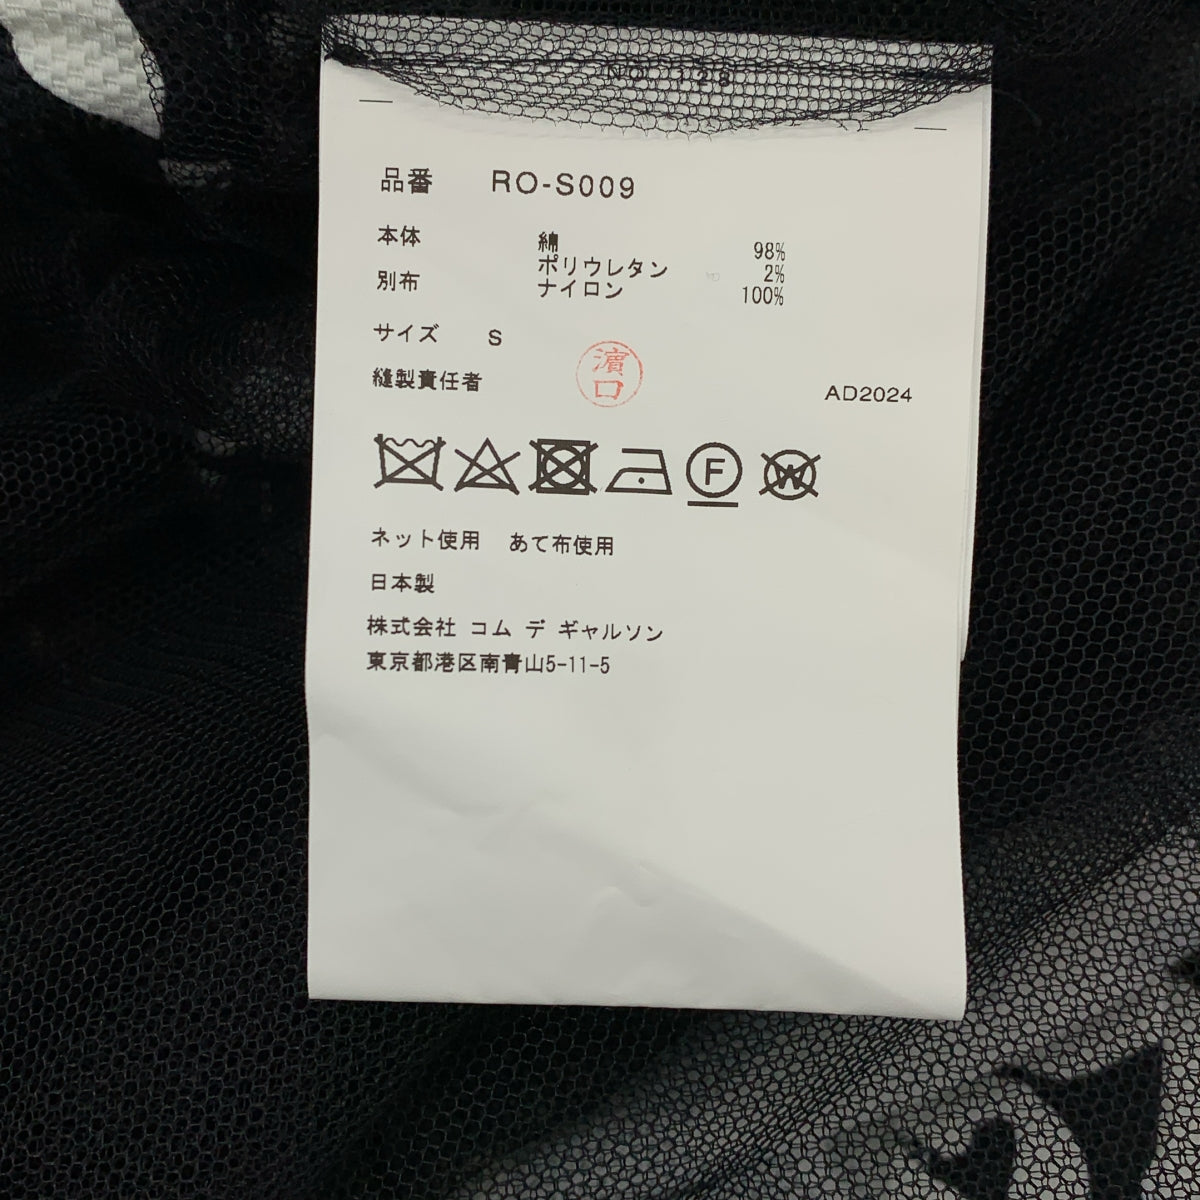 NO. 128
品番 RO-S009
本体 綿 98%
ポリウレタン 2%
別布 ナイロン 100%
サイズ S
縫製責任者 濵口 AD2024
F W
ネット使用 あて布使用
日本製
株式会社 コム デ ギャルソン
東京都港区南青山5-11-5